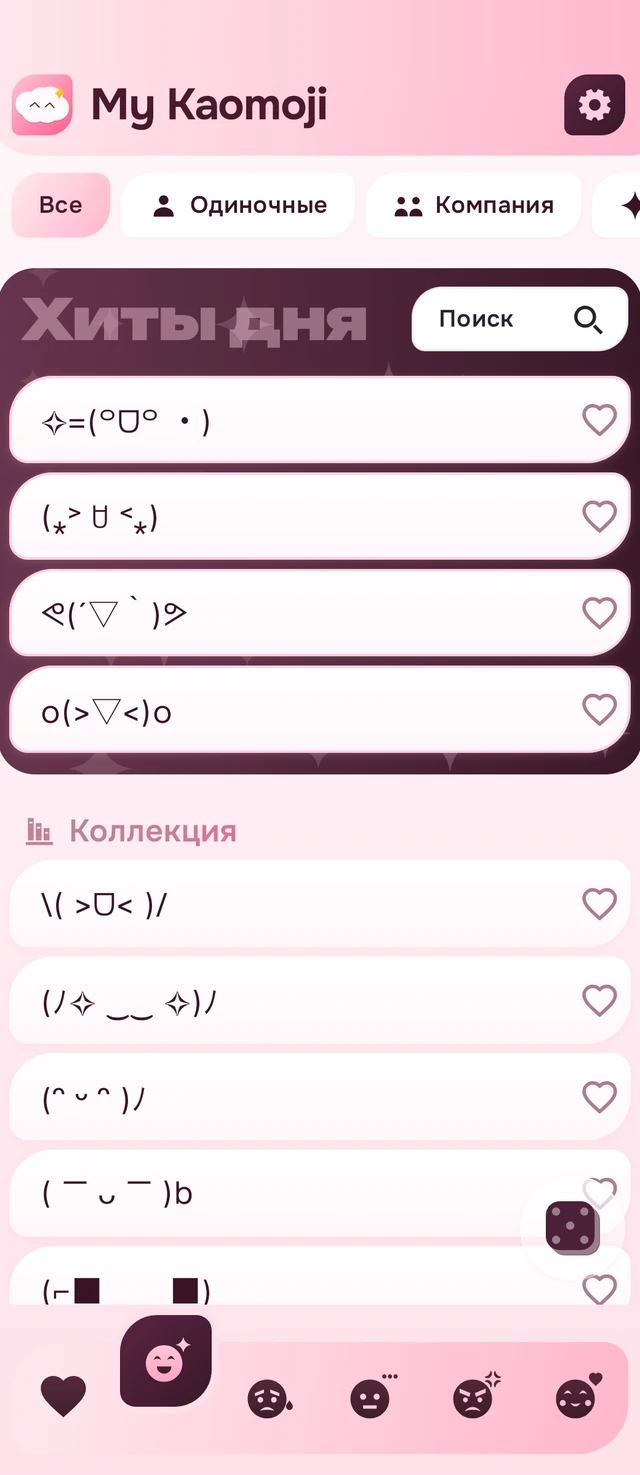 My Kaomoji
Все
Одиночные
Компания
Хиты дня
Поиск
✧=(ºᗜº ・)
(⁎˃ ꇴ ˂⁎)
ᕙ(´▽｀)ᕗ
o(>▽<)o
Коллекция
\( >ᗜ< )/
(ﾉ✧ ‿‿ ✧)ﾉ
(ᵔ ᵕ ᵔ )ﾉ
( ￣ ᴗ ￣ )b
(⌐■ ■)